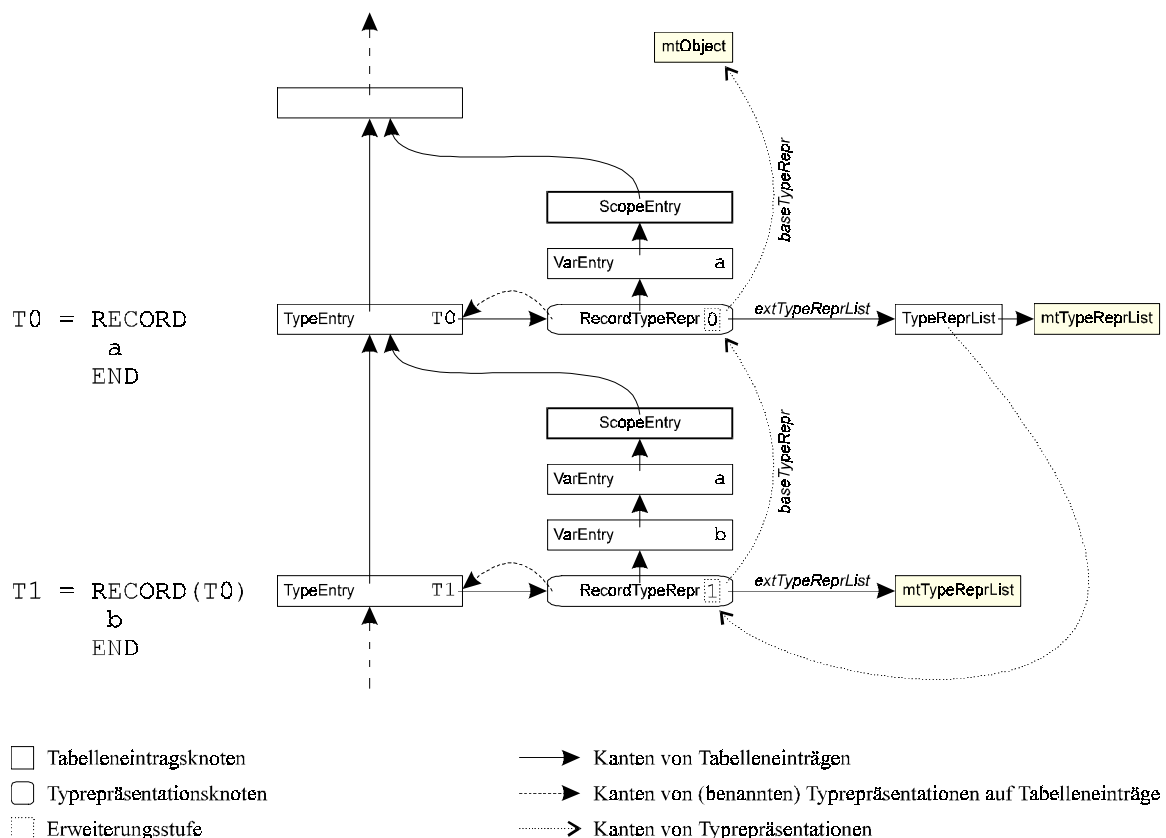 mtObject
baseTypeRepr
ScopeEntry
VarEntry a
T0 = RECORD
a
END
TypeEntry T0
RecordTypeRepr 0
extTypeReprList
TypeReprList
mtTypeReprList
ScopeEntry
VarEntry a
baseTypeRepr
VarEntry b
T1 = RECORD(T0)
b
END
TypeEntry T1
RecordTypeRepr 1
extTypeReprList
mtTypeReprList
Tabelleneintragsknoten
Kanten von Tabelleneinträgen
Typrepräsentationsknoten
Kanten von (benannten) Typrepräsentationen auf Tabelleneinträge
Erweiterungsstufe
Kanten von Typrepräsentationen